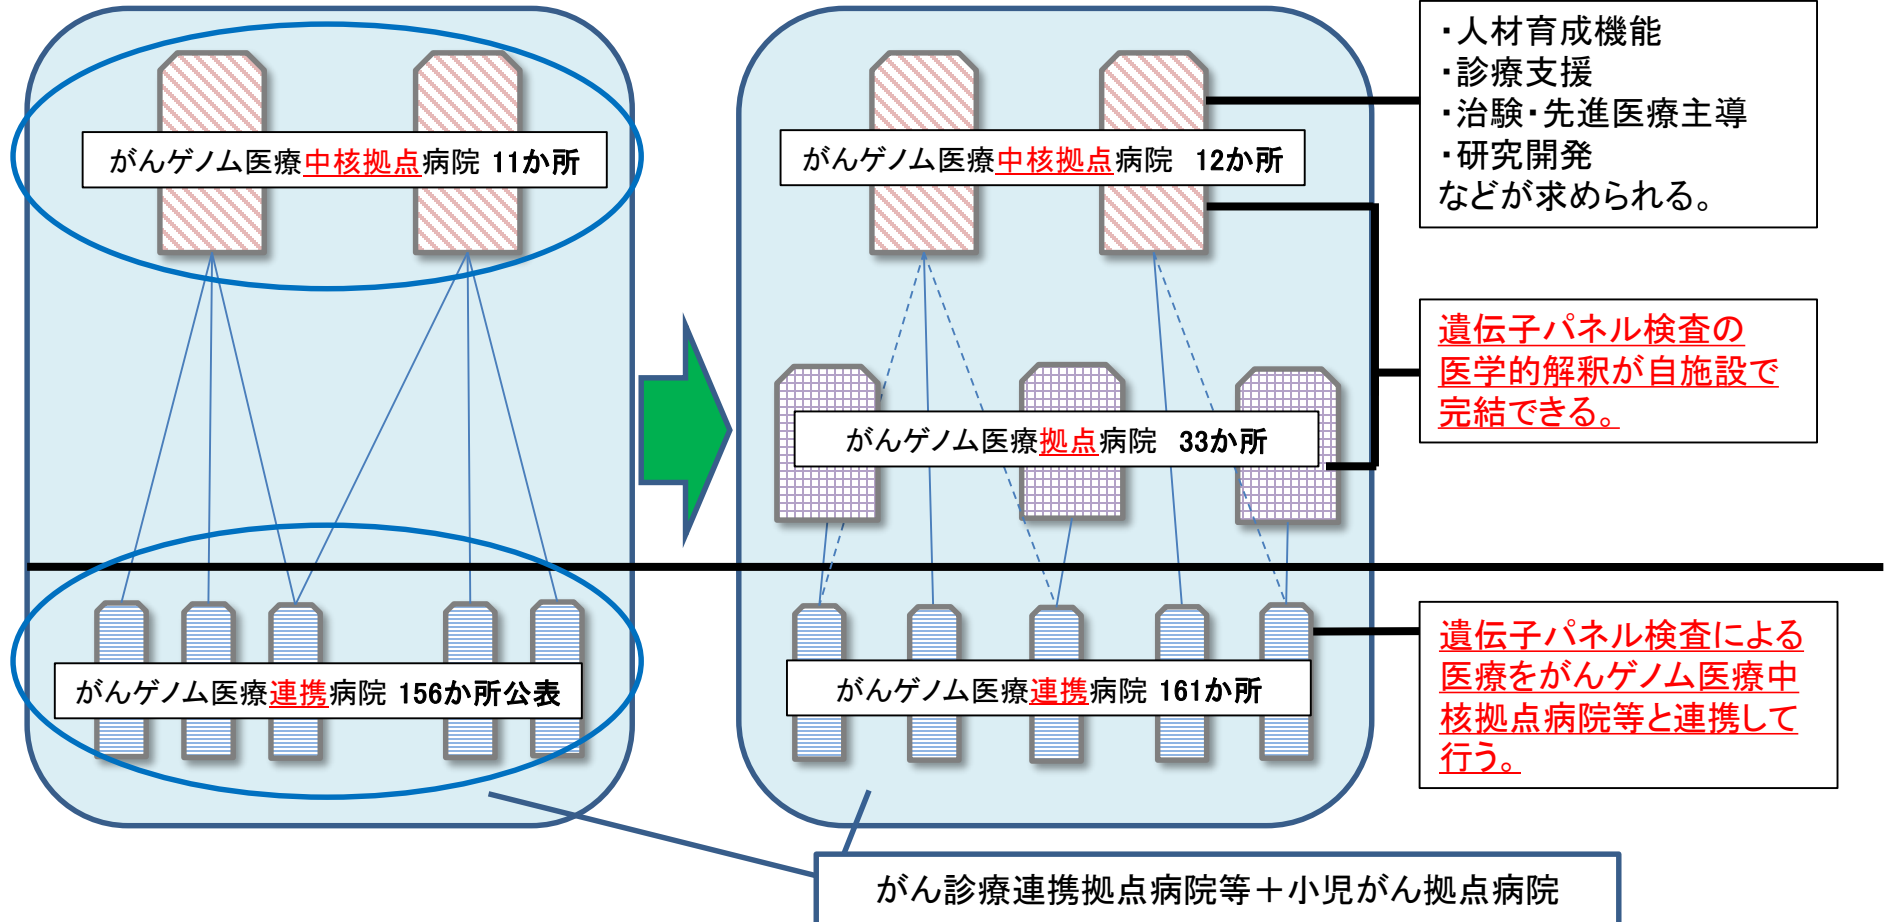 がんゲノム医療中核拠点病院 11か所
がんゲノム医療連携病院 156か所公表
がんゲノム医療中核拠点病院 12か所
がんゲノム医療拠点病院 33か所
がんゲノム医療連携病院 161か所
・人材育成機能
・診療支援
・治験・先進医療主導
・研究開発
などが求められる。
遺伝子パネル検査の
医学的解釈が自施設で
完結できる。
遺伝子パネル検査による
医療をがんゲノム医療中
核拠点病院等と連携して
行う。
がん診療連携拠点病院等＋小児がん拠点病院